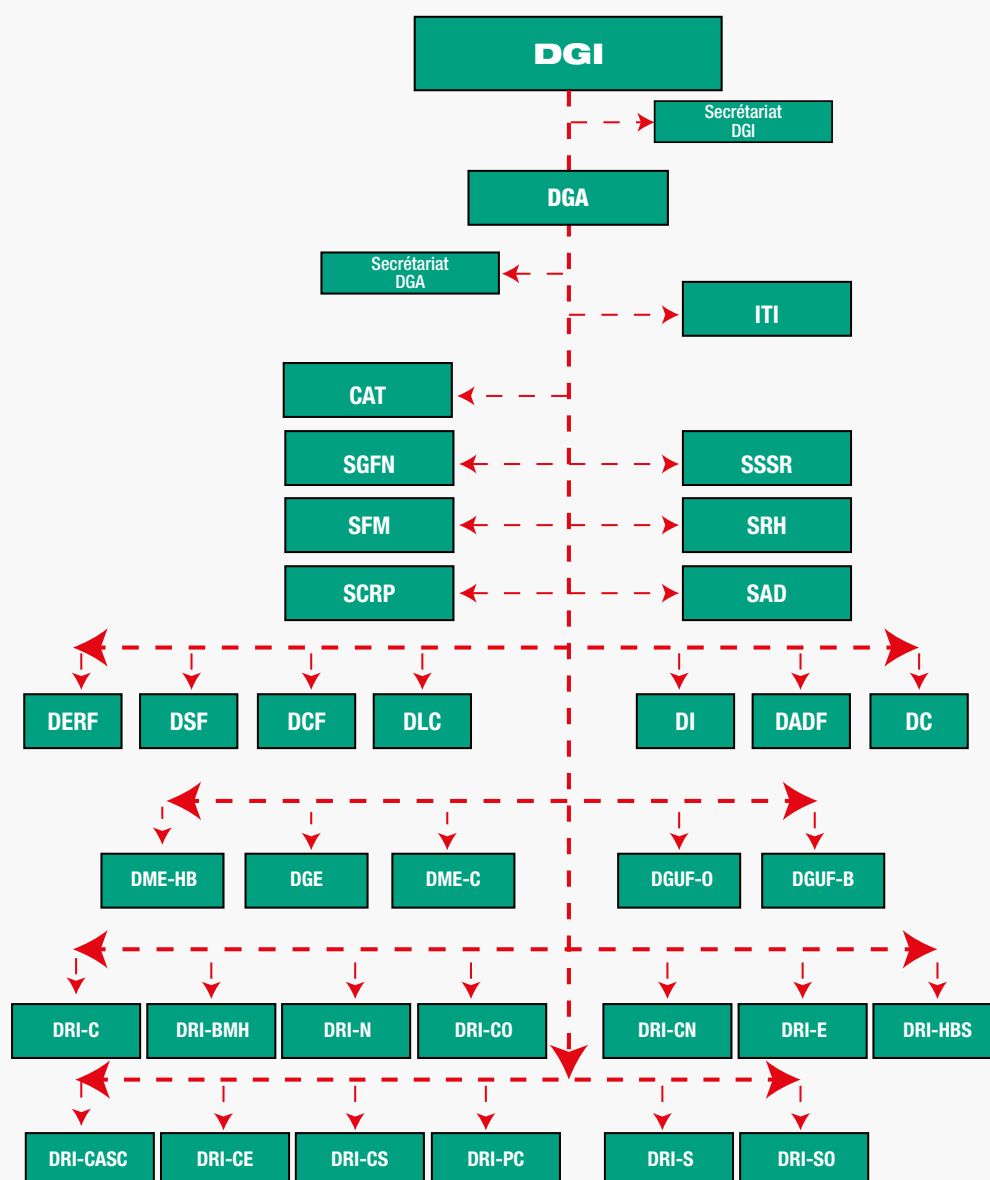 DGI
Secrétariat
DGI
DGA
Secrétariat
DGA
ITI
CAT
SGFN
SSSR
SFM
SRH
SCRP
SAD
DERF
DSF
DCF
DLC
DI
DADF
DC
DME-HB
DGE
DME-C
DGUF-O
DGUF-B
DRI-C
DRI-BMH
DRI-N
DRI-CO
DRI-CN
DRI-E
DRI-HBS
DRI-CASC
DRI-CE
DRI-CS
DRI-PC
DRI-S
DRI-SO